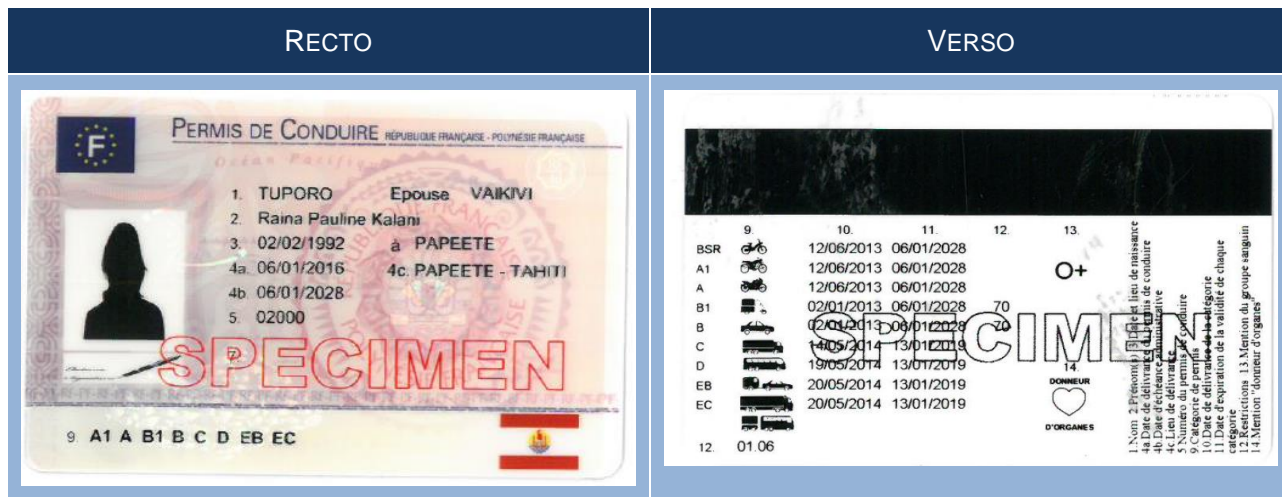 RECTO
VERSO
F
PERMIS DE CONDUIRE RÉPUBLIQUE FRANÇAISE - POLYNÉSIE FRANÇAISE
Océan Pacifique
1. TUPORO Epouse VAIKIVI
2. Raina Pauline Kalani
3. 02/02/1992 à PAPEETE
4a. 06/01/2016 4c. PAPEETE - TAHITI
4b. 06/01/2028
5. 02000
7.
SPECIMEN
9. A1 A B1 B C D EB EC
9. 10. 11. 12. 13.
BSR 12/06/2013 06/01/2028
A1 12/06/2013 06/01/2028 O+
A 12/06/2013 06/01/2028
B1 02/01/2013 06/01/2028 70
B 02/01/2013 06/01/2028 70
C 14/05/2014 13/01/2019
D 19/05/2014 13/01/2019
EB 20/05/2014 13/01/2019
EC 20/05/2014 13/01/2019
SPECIMEN
14.
DONNEUR
D'ORGANES
12. 01.06
1.Nom 2.Prénom(s) 3.Date et lieu de naissance
4a.Date de délivrance du permis de conduire
4b.Date d'échéance administrative
4c.Lieu de délivrance
5 Numéro du permis de conduire
9.Catégorie de permis
10.Date de délivrance de la catégorie
11.Date d'expiration de la validité de chaque
catégorie
12.Restrictions 13.Mention du groupe sanguin
14.Mention "donneur d'organes"